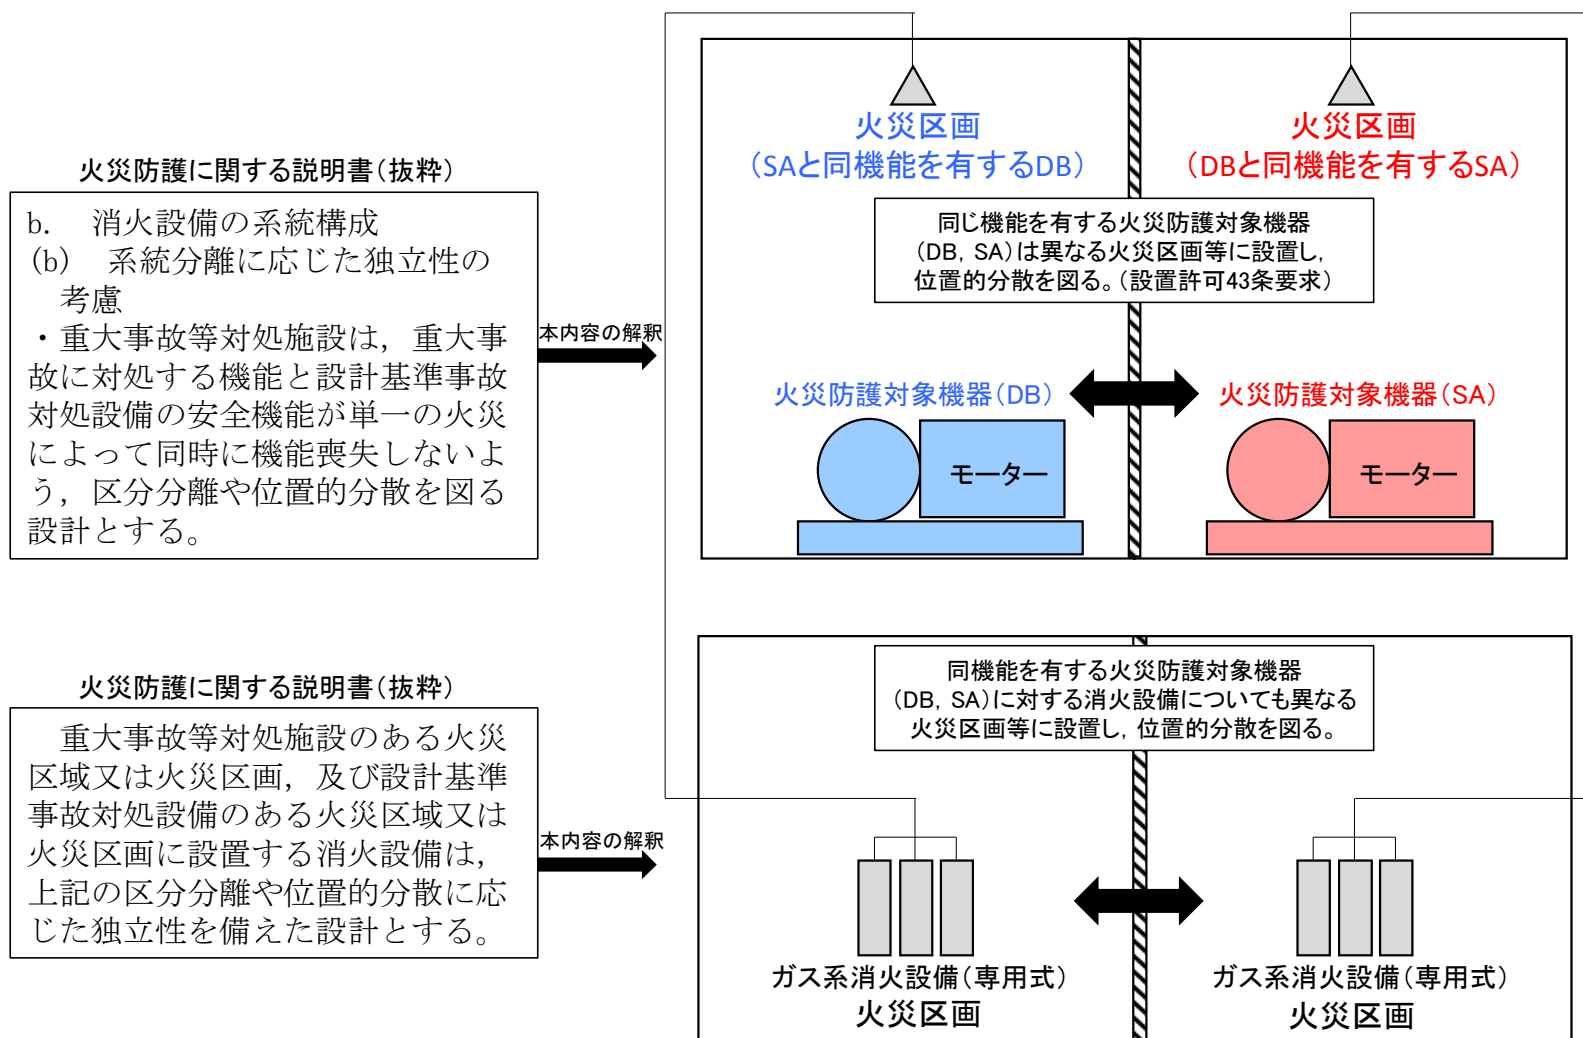 火災防護に関する説明書（抜粋）
b.　消火設備の系統構成
(b)　系統分離に応じた独立性の
考慮
・重大事故等対処施設は，重大事
故に対処する機能と設計基準事故
対処設備の安全機能が単一の火災
によって同時に機能喪失しないよ
う，区分分離や位置的分散を図る
設計とする。
本内容の解釈
火災区画
（SAと同機能を有するDB）
火災区画
（DBと同機能を有するSA）
同じ機能を有する火災防護対象機器
（DB，SA）は異なる火災区画等に設置し，
位置的分散を図る。（設置許可43条要求）
火災防護対象機器（DB）
火災防護対象機器（SA）
モーター
モーター
火災防護に関する説明書（抜粋）
重大事故等対処施設のある火災
区域又は火災区画，及び設計基準
事故対処設備のある火災区域又は
火災区画に設置する消火設備は，
上記の区分分離や位置的分散に応
じた独立性を備えた設計とする。
本内容の解釈
同機能を有する火災防護対象機器
（DB，SA）に対する消火設備についても異なる
火災区画等に設置し，位置的分散を図る。
ガス系消火設備（専用式）
火災区画
ガス系消火設備（専用式）
火災区画